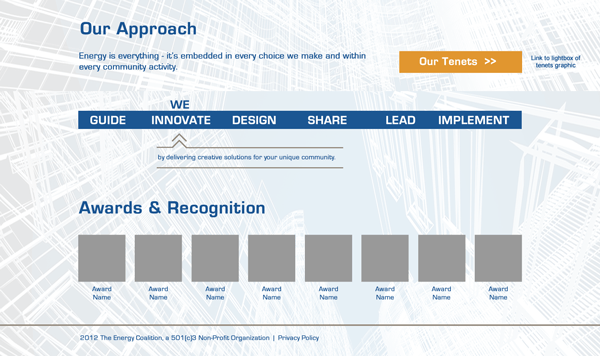 Our Approach
Energy is everything - it's embedded in every choice we make and within
every community activity.
Our Tenets >>
Link to lightbox of
tenets graphic
WE
GUIDE INNOVATE DESIGN SHARE LEAD IMPLEMENT
by delivering creative solutions for your unique community.
Awards & Recognition
Award Award Award Award Award Award Award Award
Name Name Name Name Name Name Name Name
2012 The Energy Coalition, a 501(c)3 Non-Profit Organization | Privacy Policy